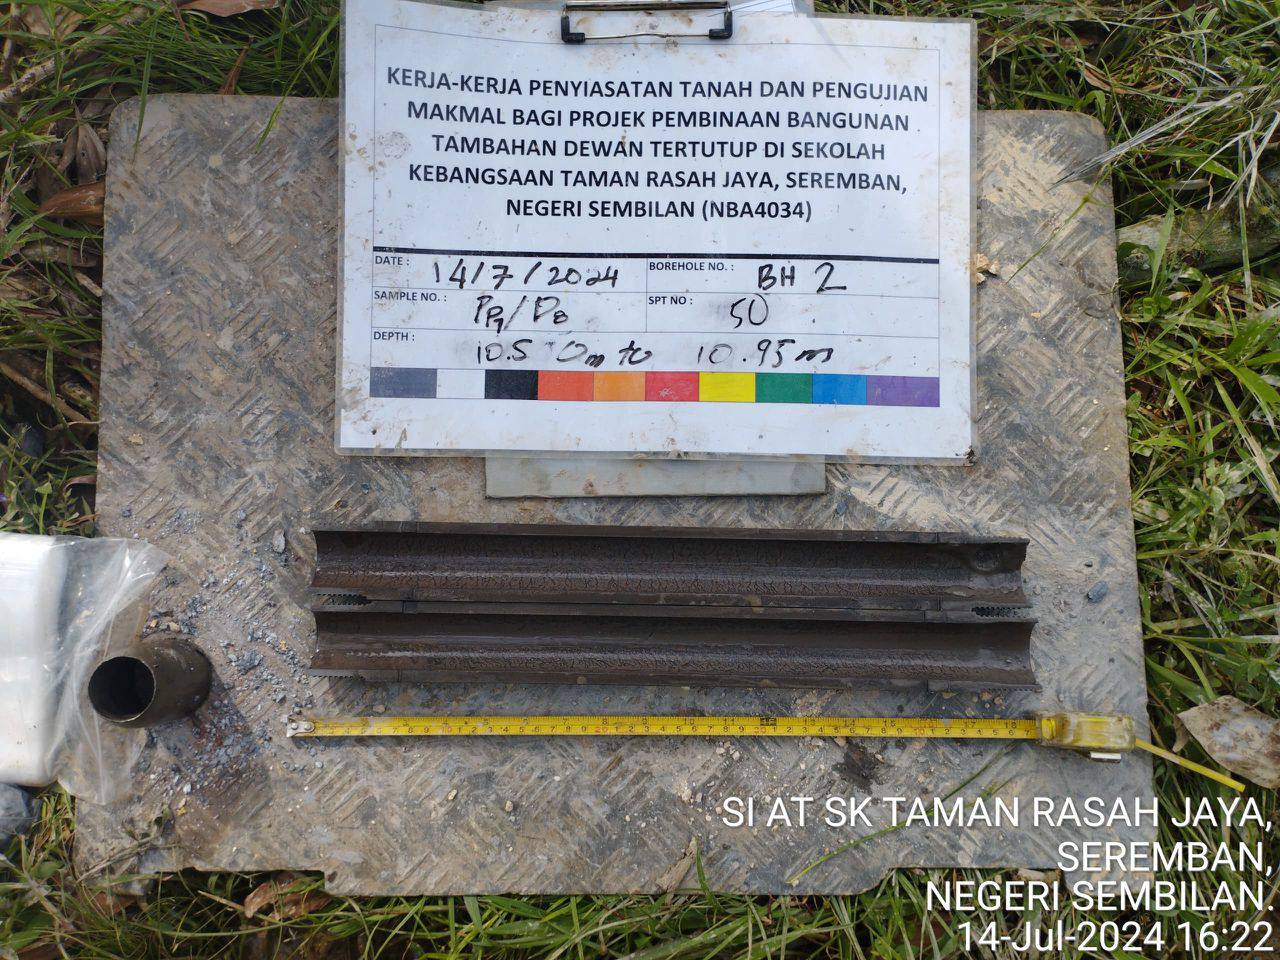 KERJA-KERJA PENYIASATAN TANAH DAN PENGUJIAN
MAKMAL BAGI PROJEK PEMBINAAN BANGUNAN
TAMBAHAN DEWAN TERTUTUP DI SEKOLAH
KEBANGSAAN TAMAN RASAH JAYA, SEREMBAN,
NEGERI SEMBILAN (NBA4034)
DATE : 14/7/2024 BOREHOLE NO. : BH 2
SAMPLE NO. : SPT NO : 50
DEPTH : to 10.95m
SI AT SK TAMAN RASAH JAYA,
SEREMBAN,
NEGERI SEMBILAN.
14-Jul-2024 16:22